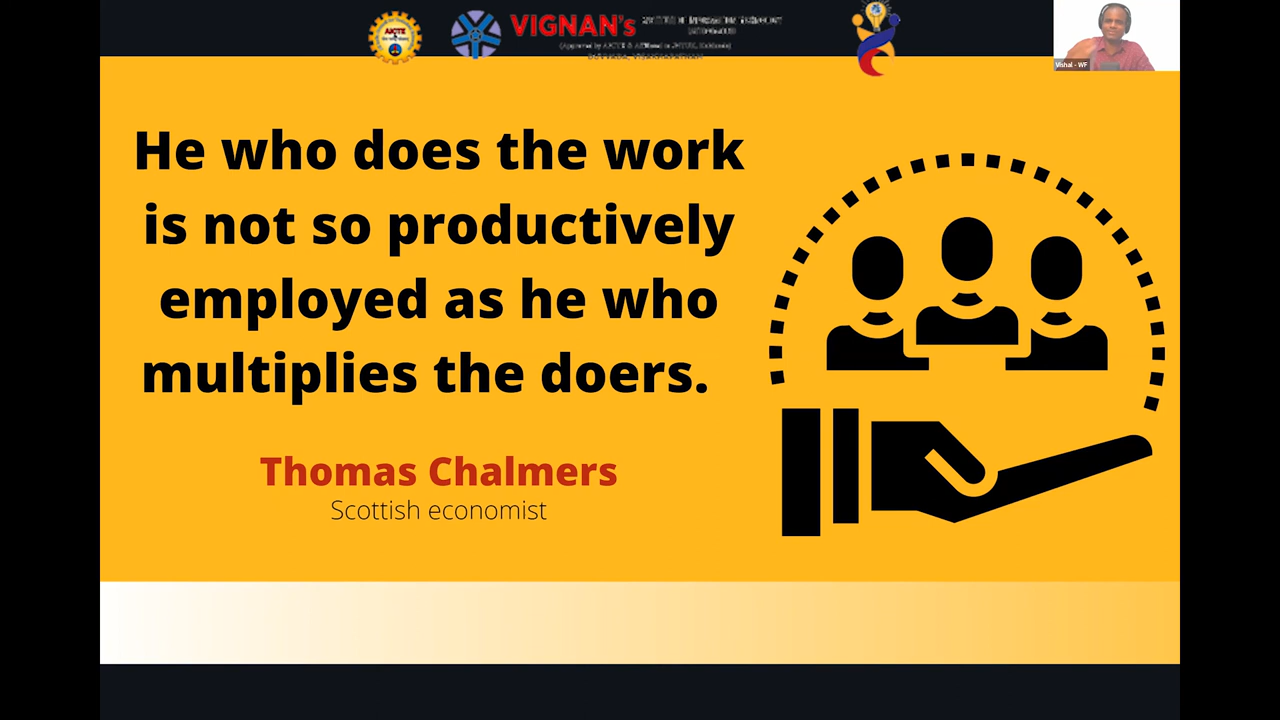 AICTE
VIGNAN's
Vishal - WF
He who does the work
is not so productively
employed as he who
multiplies the doers.
Thomas Chalmers
Scottish economist